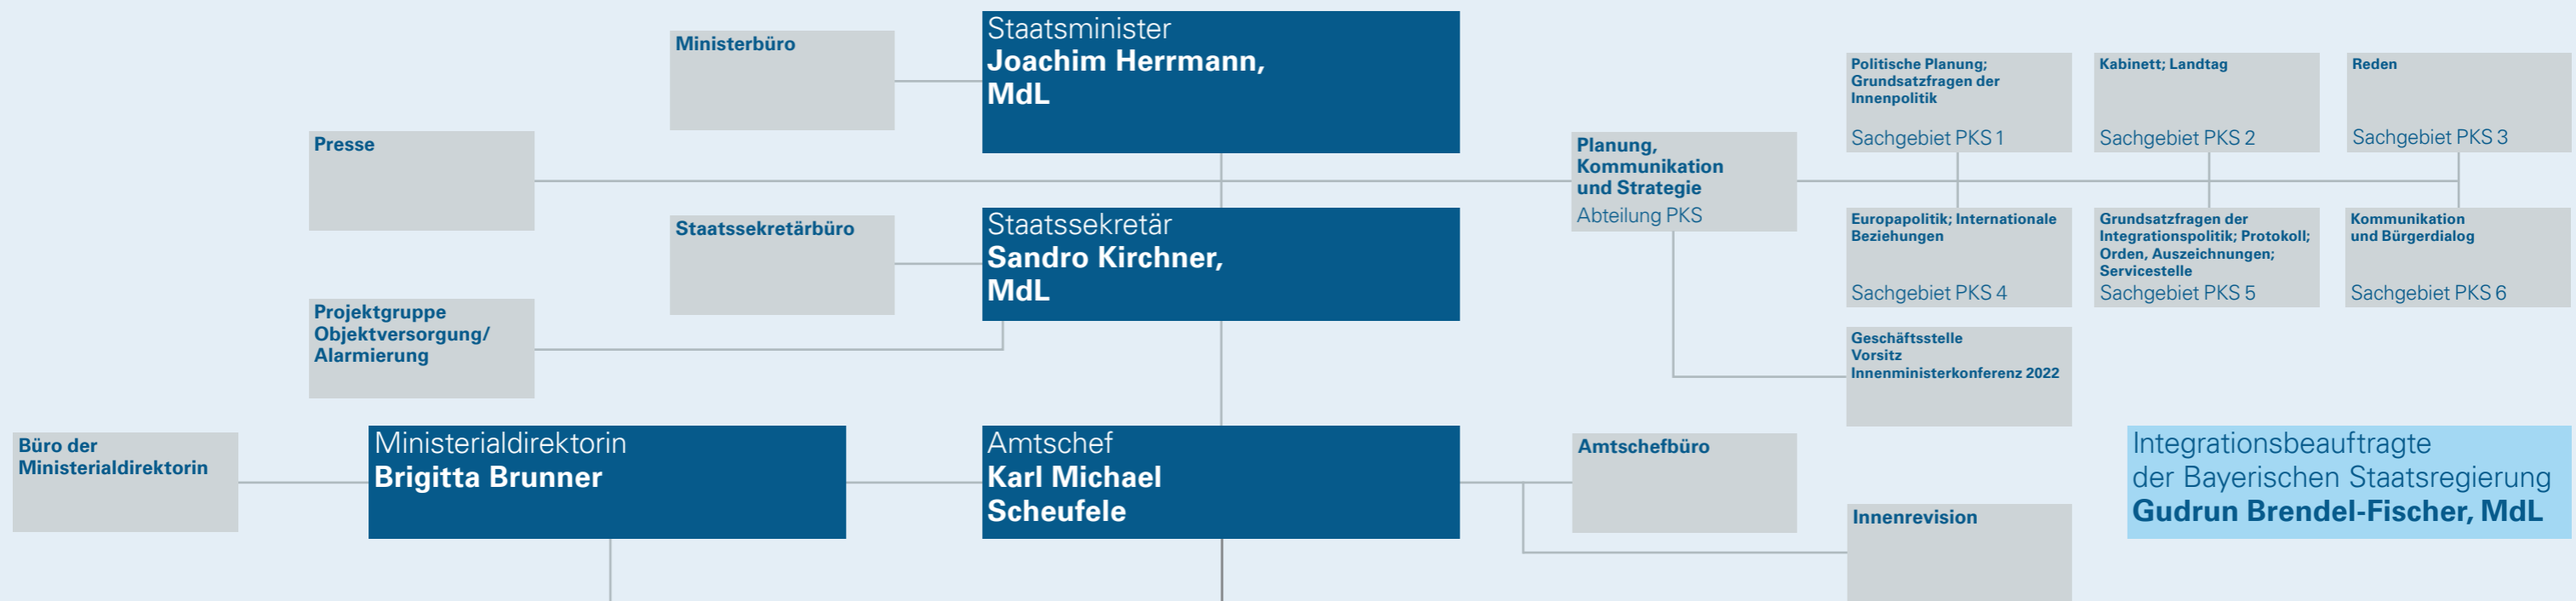 Ministerbüro
Staatsminister
Joachim Herrmann,
MdL
Presse
Planung,
Kommunikation
und Strategie
Abteilung PKS
Politische Planung;
Grundsatzfragen der
Innenpolitik
Sachgebiet PKS 1
Kabinett; Landtag
Sachgebiet PKS 2
Reden
Sachgebiet PKS 3
Staatssekretärbüro
Staatssekretär
Sandro Kirchner,
MdL
Europapolitik; Internationale
Beziehungen
Sachgebiet PKS 4
Grundsatzfragen der
Integrationspolitik; Protokoll;
Orden, Auszeichnungen;
Servicestelle
Sachgebiet PKS 5
Kommunikation
und Bürgerdialog
Sachgebiet PKS 6
Projektgruppe
Objektversorgung/
Alarmierung
Geschäftsstelle
Vorsitz
Innenministerkonferenz 2022
Büro der
Ministerialdirektorin
Ministerialdirektorin
Brigitta Brunner
Amtschef
Karl Michael
Scheufele
Amtschefbüro
Innenrevision
Integrationsbeauftragte
der Bayerischen Staatsregierung
Gudrun Brendel-Fischer, MdL